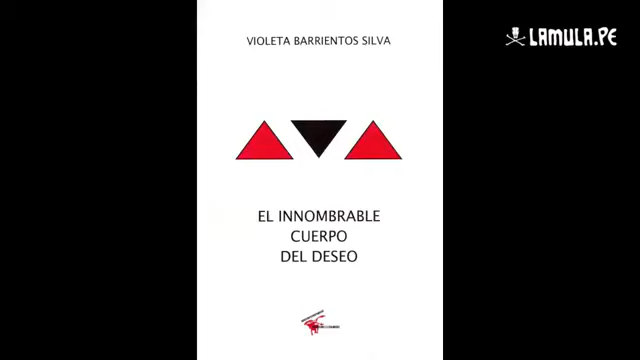 VIOLETA BARRIENTOS SILVA
LAMULA.PE
EL INNOMBRABLE
CUERPO
DEL DESEO